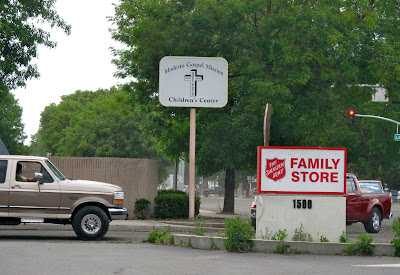 Modesto Gospel Mission
Children's Center
THE
SALVATION
ARMY
FAMILY
STORE
1500